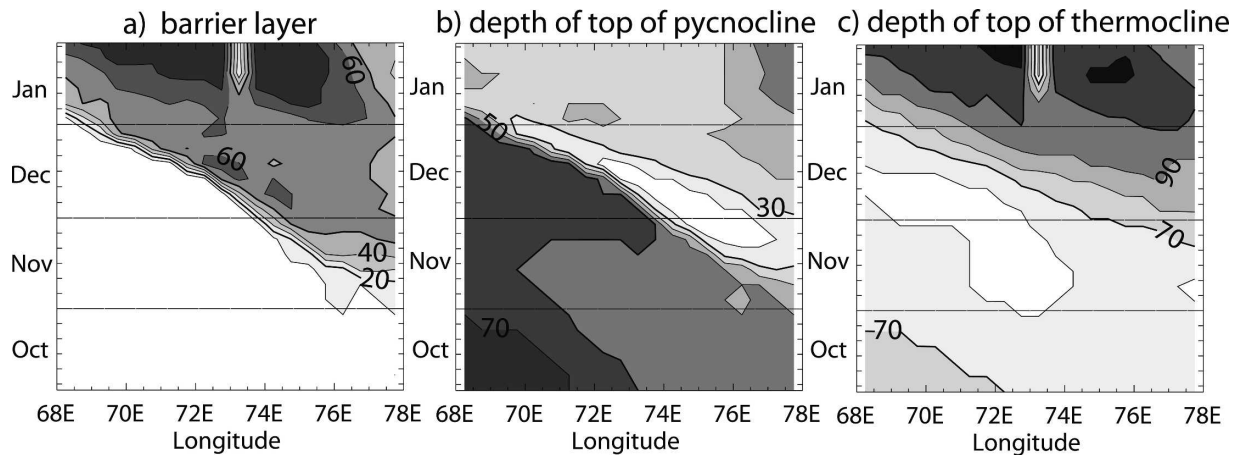 a) barrier layer
b) depth of top of pycnocline
c) depth of top of thermocline
Jan
Dec
Nov
Oct
60
60
40
20
68E 70E 72E 74E 76E 78E
Longitude
Jan
Dec
Nov
Oct
50
30
70
68E 70E 72E 74E 76E 78E
Longitude
Jan
Dec
Nov
Oct
90
70
70
68E 70E 72E 74E 76E 78E
Longitude